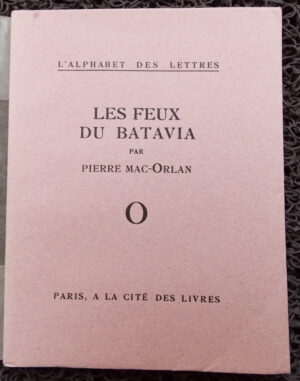 L'ALPHABET DES LETTRES
LES FEUX
DU BATAVIA
PAR
PIERRE MAC-ORLAN
O
PARIS, A LA CITÉ DES LIVRES